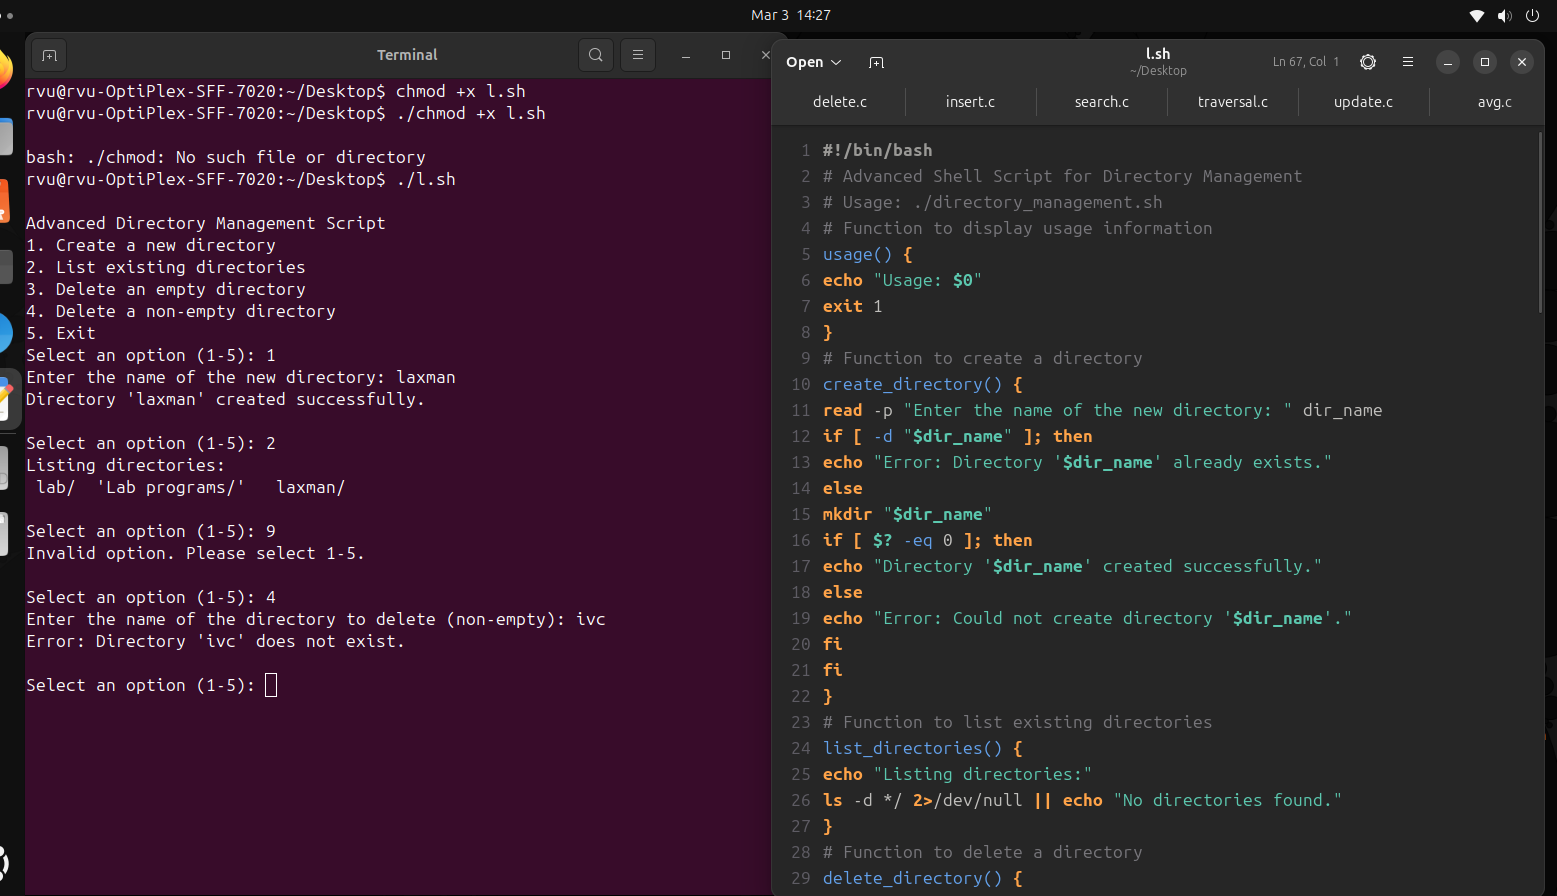 Mar 3 14:27
Terminal
rvu@rvu-OptiPlex-SFF-7020:~/Desktop$ chmod +x l.sh
rvu@rvu-OptiPlex-SFF-7020:~/Desktop$ ./chmod +x l.sh
bash: ./chmod: No such file or directory
rvu@rvu-OptiPlex-SFF-7020:~/Desktop$ ./l.sh
Advanced Directory Management Script
1. Create a new directory
2. List existing directories
3. Delete an empty directory
4. Delete a non-empty directory
5. Exit
Select an option (1-5): 1
Enter the name of the new directory: laxman
Directory 'laxman' created successfully.
Select an option (1-5): 2
Listing directories:
lab/  'Lab programs/'   laxman/
Select an option (1-5): 9
Invalid option. Please select 1-5.
Select an option (1-5): 4
Enter the name of the directory to delete (non-empty): ivc
Error: Directory 'ivc' does not exist.
Select an option (1-5):
Open
l.sh
~/Desktop
Ln 67, Col 1
delete.c insert.c search.c traversal.c update.c avg.c
1 #!/bin/bash
2 # Advanced Shell Script for Directory Management
3 # Usage: ./directory_management.sh
4 # Function to display usage information
5 usage() {
6 echo "Usage: $0"
7 exit 1
8 }
9 # Function to create a directory
10 create_directory() {
11 read -p "Enter the name of the new directory: " dir_name
12 if [ -d "$dir_name" ]; then
13 echo "Error: Directory '$dir_name' already exists."
14 else
15 mkdir "$dir_name"
16 if [ $? -eq 0 ]; then
17 echo "Directory '$dir_name' created successfully."
18 else
19 echo "Error: Could not create directory '$dir_name'."
20 fi
21 fi
22 }
23 # Function to list existing directories
24 list_directories() {
25 echo "Listing directories:"
26 ls -d */ 2>/dev/null || echo "No directories found."
27 }
28 # Function to delete a directory
29 delete_directory() {